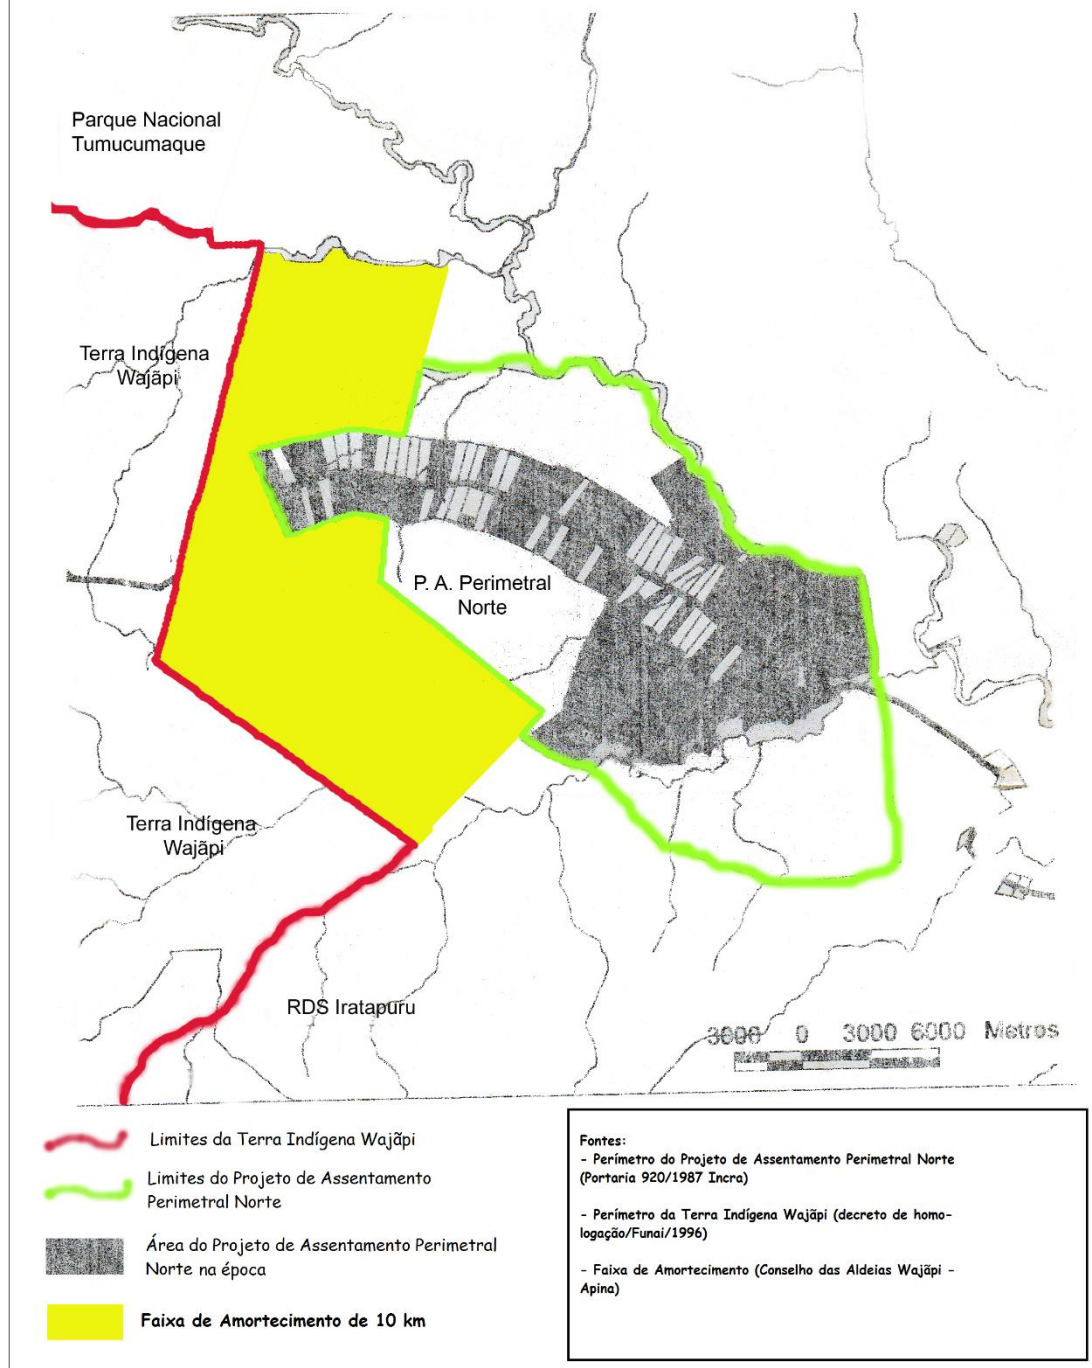 Parque Nacional
Tumucumaque
Terra Indígena
Wajãpi
P. A. Perimetral
Norte
Terra Indígena
Wajãpi
RDS Iratapuru
3000 0 3000 6000 Metros
Limites da Terra Indígena Wajãpi
Limites do Projeto de Assentamento
Perimetral Norte
Área do Projeto de Assentamento Perimetral
Norte na época
Faixa de Amortecimento de 10 km
Fontes:
- Perímetro do Projeto de Assentamento Perimetral Norte
(Portaria 920/1987 Incra)
- Perímetro da Terra Indígena Wajãpi (decreto de homo-
logação/Funai/1996)
- Faixa de Amortecimento (Conselho das Aldeias Wajãpi -
Apina)